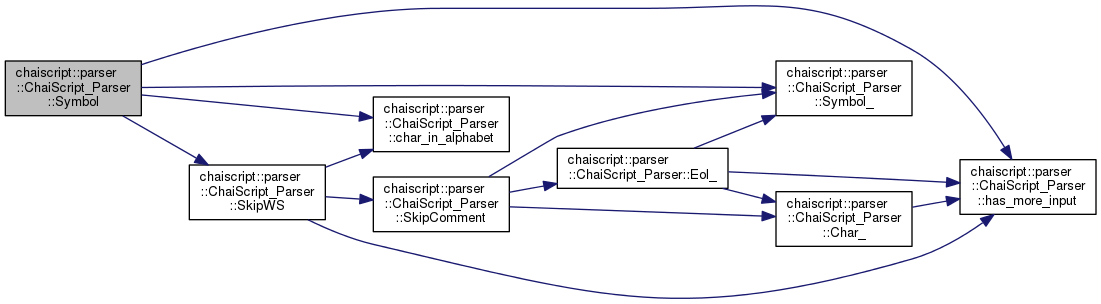 chaiscript::parser
::ChaiScript_Parser
::Symbol
chaiscript::parser
::ChaiScript_Parser
::SkipWS
chaiscript::parser
::ChaiScript_Parser
::char_in_alphabet
chaiscript::parser
::ChaiScript_Parser
::SkipComment
chaiscript::parser
::ChaiScript_Parser::Eol_
chaiscript::parser
::ChaiScript_Parser
::Symbol_
chaiscript::parser
::ChaiScript_Parser
::Char_
chaiscript::parser
::ChaiScript_Parser
::has_more_input